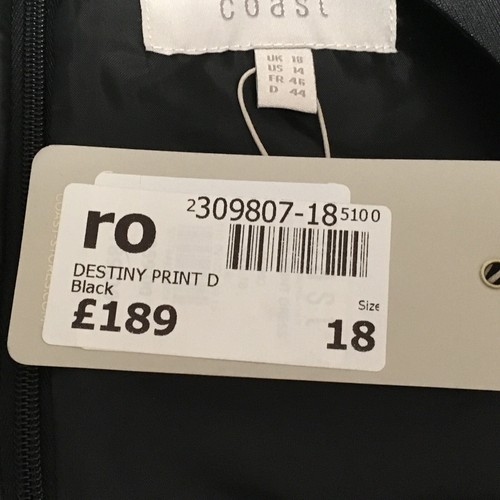 coast
UK 18
US 14
FR 46
D 44
2309807-185100
ro
DESTINY PRINT D
Black
£189
Size
18